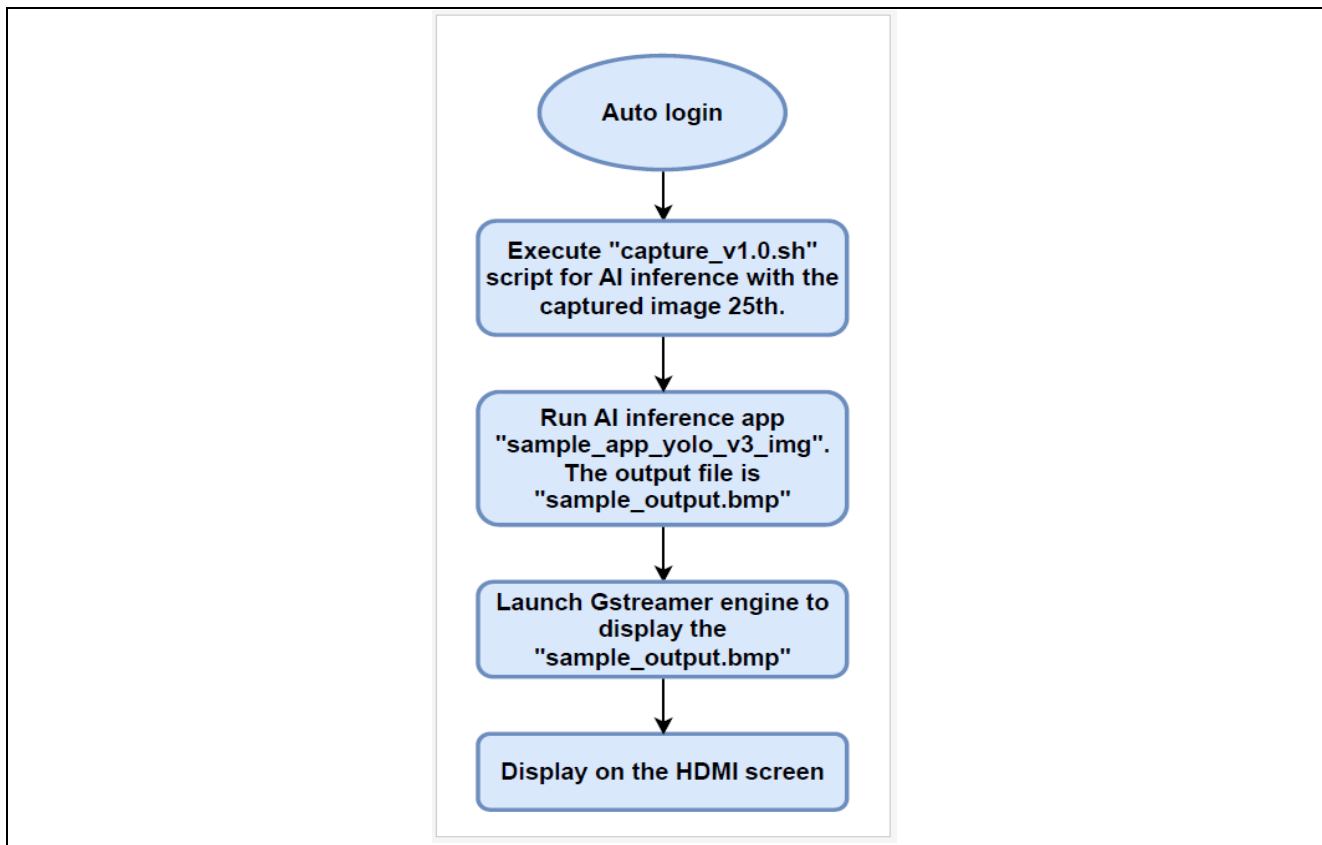 Auto login
Execute "capture_v1.0.sh"
script for AI inference with the
captured image 25th.
Run AI inference app
"sample_app_yolo_v3_img".
The output file is
"sample_output.bmp"
Launch Gstreamer engine to
display the
"sample_output.bmp"
Display on the HDMI screen